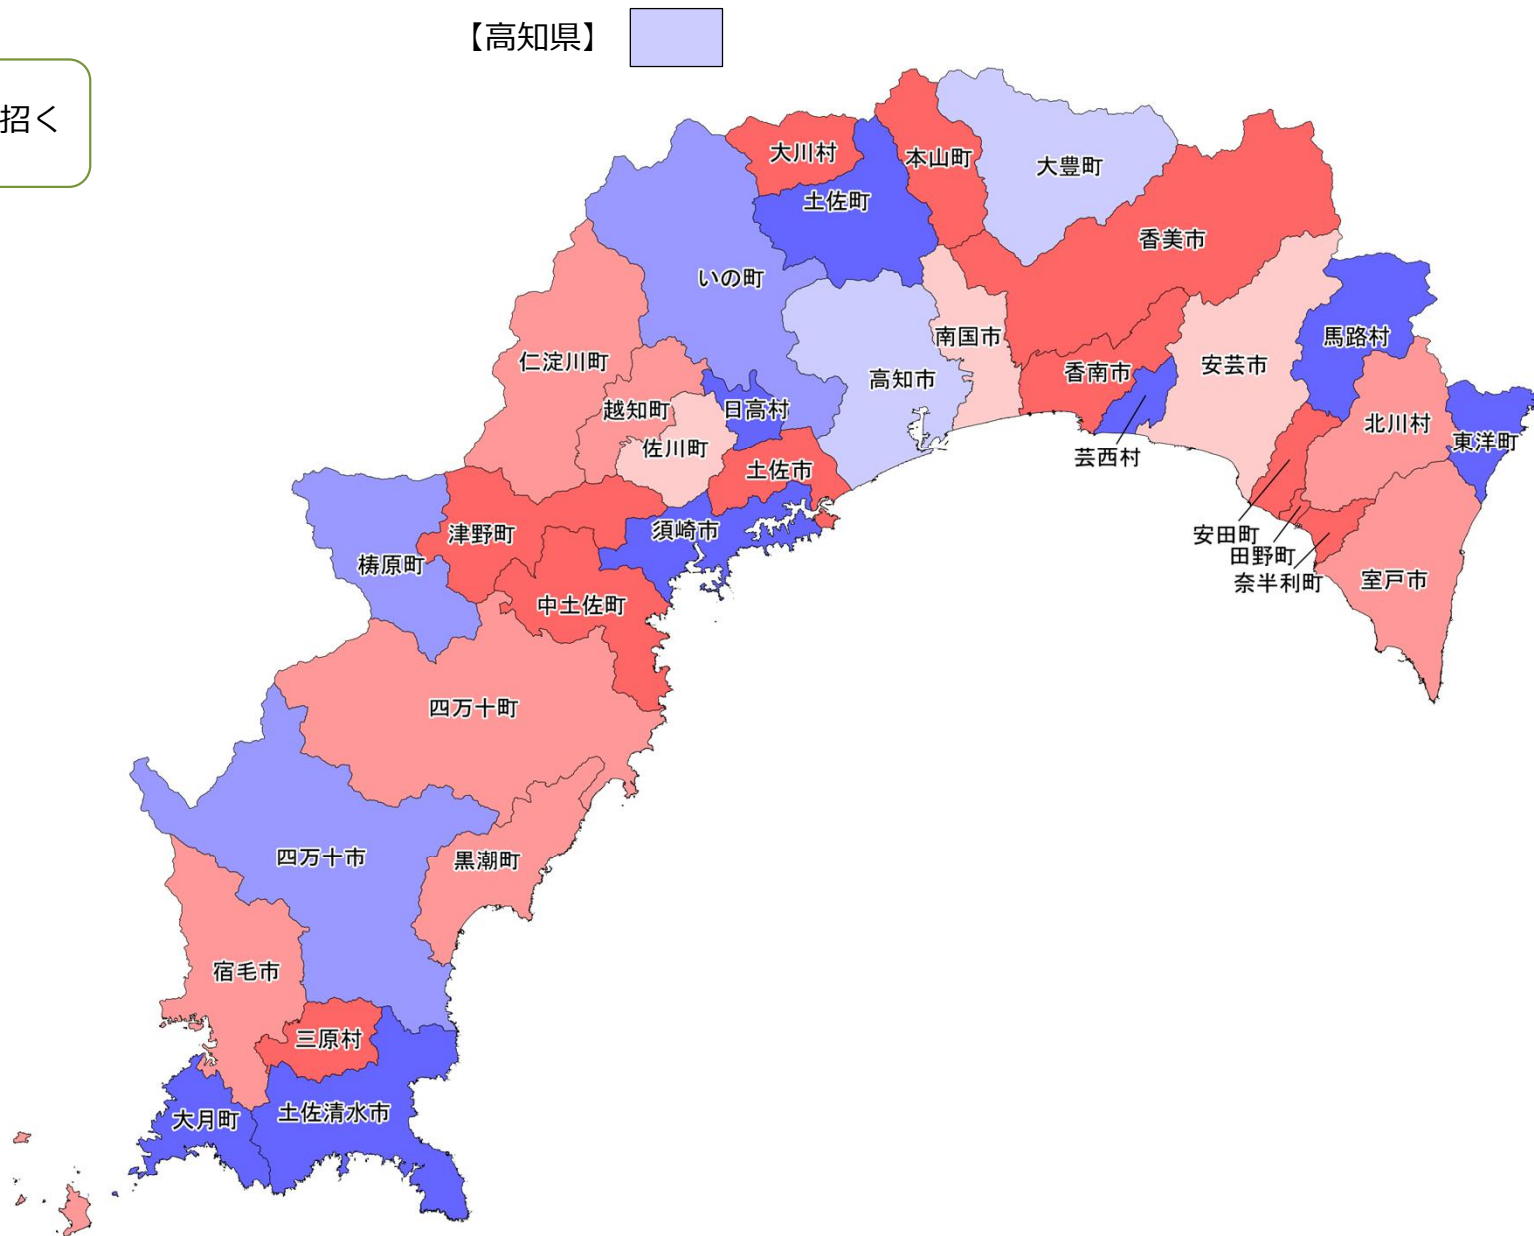 【高知県】
招く
大川村
本山町
大豊町
土佐町
香美市
いの町
南国市
馬路村
仁淀川町
香南市
安芸市
高知市
越知町
日高村
北川村
東洋町
佐川町
芸西村
土佐市
津野町
須崎市
安田町
田野町
奈半利町
梼原町
室戸市
中土佐町
四万十町
四万十市
黒潮町
宿毛市
三原村
大月町
土佐清水市